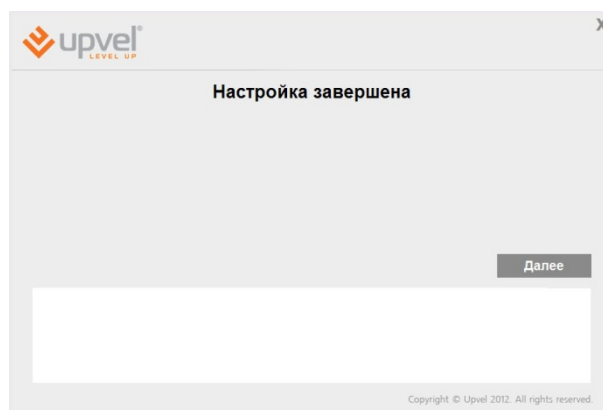 X
upvel®
LEVEL UP
Настройка завершена
Далее
Copyright © Upvel 2012. All rights reserved.